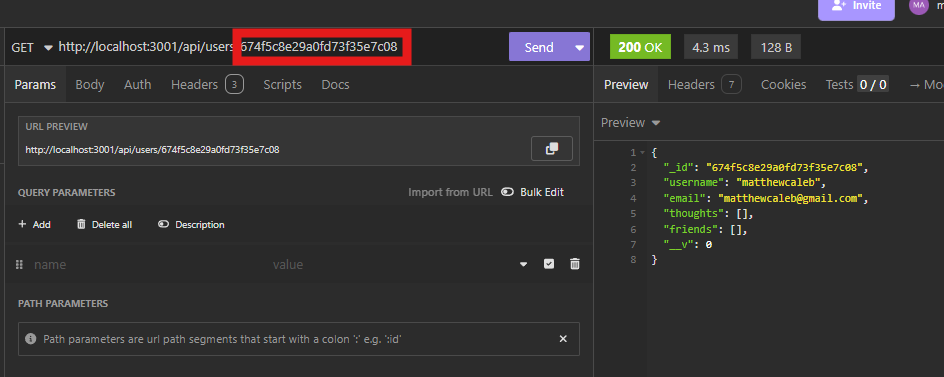 Invite
MA
GET http://localhost:3001/api/users/674f5c8e29a0fd73f35e7c08 Send
200 OK 4.3 ms 128 B
Params Body Auth Headers 3 Scripts Docs
Preview Headers 7 Cookies Tests 0 / 0 → Mo
URL PREVIEW
http://localhost:3001/api/users/674f5c8e29a0fd73f35e7c08
QUERY PARAMETERS Import from URL Bulk Edit
+ Add Delete all Description
name value
PATH PARAMETERS
Path parameters are url path segments that start with a colon ':' e.g. ':id'
Preview
1 {
2 "_id": "674f5c8e29a0fd73f35e7c08",
3 "username": "matthewcaleb",
4 "email": "matthewcaleb@gmail.com",
5 "thoughts": [],
6 "friends": [],
7 "__v": 0
8 }